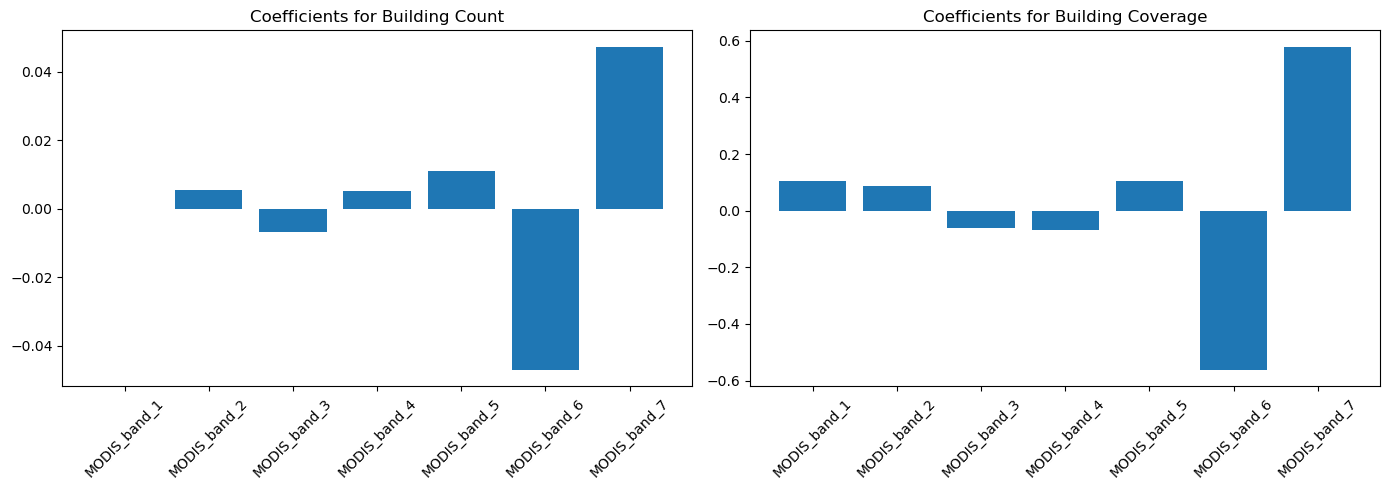 Coefficients for Building Count
0.04
0.02
0.00
−0.02
−0.04
MODIS_band_1
MODIS_band_2
MODIS_band_3
MODIS_band_4
MODIS_band_5
MODIS_band_6
MODIS_band_7
Coefficients for Building Coverage
0.6
0.4
0.2
0.0
−0.2
−0.4
−0.6
MODIS_band_1
MODIS_band_2
MODIS_band_3
MODIS_band_4
MODIS_band_5
MODIS_band_6
MODIS_band_7